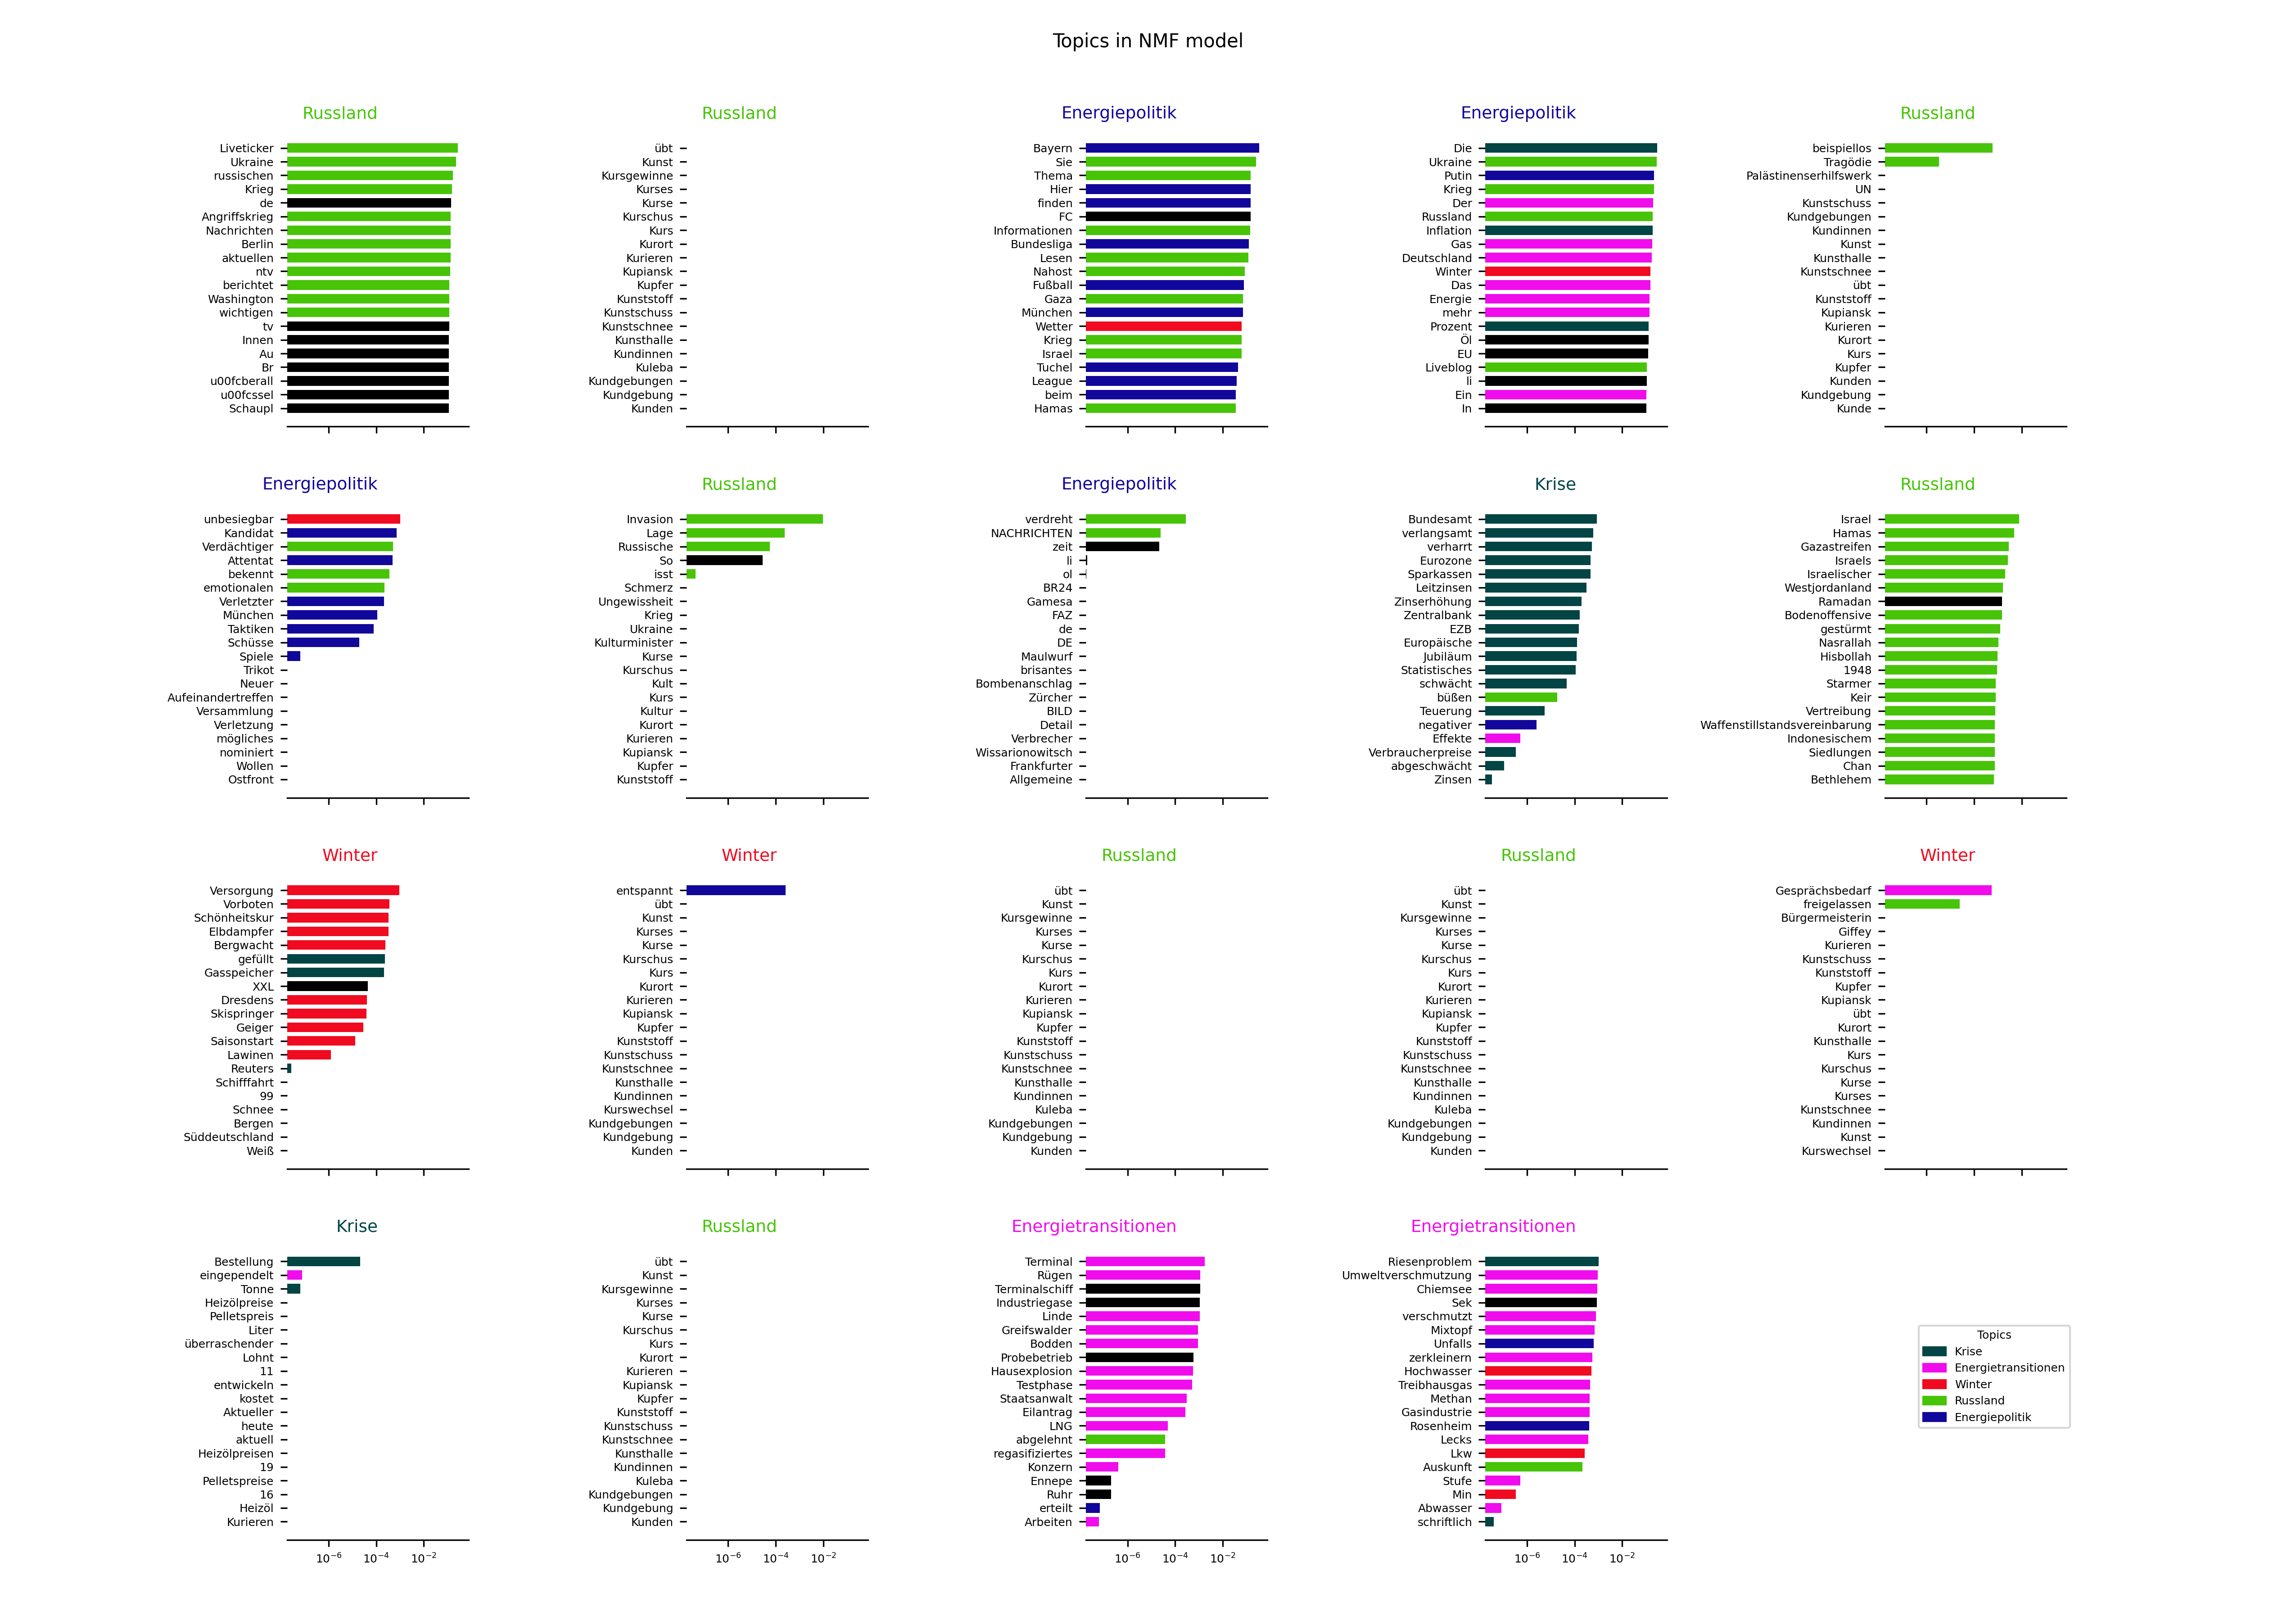 Topics in NMF model
Russland
Liveticker
Ukraine
russischen
Krieg
de
Angriffskrieg
Nachrichten
Berlin
aktuellen
ntv
berichtet
Washington
wichtigen
tv
Innen
Au
Br
u00fcberall
u00fcssel
Schaupl
Russland
übt
Kunst
Kursgewinne
Kurses
Kurse
Kurschus
Kurs
Kurort
Kurieren
Kupiansk
Kupfer
Kunststoff
Kunstschuss
Kunstschnee
Kunsthalle
Kundinnen
Kuleba
Kundgebungen
Kundgebung
Kunden
Energiepolitik
Bayern
Sie
Thema
Hier
finden
FC
Informationen
Bundesliga
Lesen
Nahost
Fußball
Gaza
München
Wetter
Krieg
Israel
Tuchel
League
beim
Hamas
Energiepolitik
Die
Ukraine
Putin
Krieg
Der
Russland
Inflation
Gas
Deutschland
Winter
Das
Energie
mehr
Prozent
Öl
EU
Liveblog
li
Ein
In
Russland
beispiellos
Tragödie
Palästinenserhilfswerk
UN
Kunstschuss
Kundgebungen
Kundinnen
Kunst
Kunsthalle
Kunstschnee
übt
Kunststoff
Kupiansk
Kurieren
Kurort
Kurs
Kupfer
Kunden
Kundgebung
Kunde
Energiepolitik
unbesiegbar
Kandidat
Verdächtiger
Attentat
bekennt
emotionalen
Verletzter
München
Taktiken
Schüsse
Spiele
Trikot
Neuer
Aufeinandertreffen
Versammlung
Verletzung
mögliches
nominiert
Wollen
Ostfront
Russland
Invasion
Lage
Russische
So
isst
Schmerz
Ungewissheit
Krieg
Ukraine
Kulturminister
Kurse
Kurschus
Kult
Kurs
Kultur
Kurort
Kurieren
Kupiansk
Kupfer
Kunststoff
Energiepolitik
verdreht
NACHRICHTEN
zeit
li
ol
BR24
Gamesa
FAZ
de
DE
Maulwurf
brisantes
Bombenanschlag
Zürcher
BILD
Detail
Verbrecher
Wissarionowitsch
Frankfurter
Allgemeine
Krise
Bundesamt
verlangsamt
verharrt
Eurozone
Sparkassen
Leitzinsen
Zinserhöhung
Zentralbank
EZB
Europäische
Jubiläum
Statistisches
schwächt
büßen
Teuerung
negativer
Effekte
Verbraucherpreise
abgeschwächt
Zinsen
Russland
Israel
Hamas
Gazastreifen
Israels
Israelischer
Westjordanland
Ramadan
Bodenoffensive
gestürmt
Nasrallah
Hisbollah
1948
Starmer
Keir
Vertreibung
Waffenstillstandsvereinbarung
Indonesischem
Siedlungen
Chan
Bethlehem
Winter
Versorgung
Vorboten
Schönheitskur
Elbdampfer
Bergwacht
gefüllt
Gasspeicher
XXL
Dresdens
Skispringer
Geiger
Saisonstart
Lawinen
Reuters
Schifffahrt
99
Schnee
Bergen
Süddeutschland
Weiß
Winter
entspannt
übt
Kunst
Kurses
Kurse
Kurschus
Kurs
Kurort
Kurieren
Kupiansk
Kupfer
Kunststoff
Kunstschuss
Kunstschnee
Kunsthalle
Kundinnen
Kurswechsel
Kundgebungen
Kundgebung
Kunden
Russland
übt
Kunst
Kursgewinne
Kurses
Kurse
Kurschus
Kurs
Kurort
Kurieren
Kupiansk
Kupfer
Kunststoff
Kunstschuss
Kunstschnee
Kunsthalle
Kundinnen
Kuleba
Kundgebungen
Kundgebung
Kunden
Russland
übt
Kunst
Kursgewinne
Kurses
Kurse
Kurschus
Kurs
Kurort
Kurieren
Kupiansk
Kupfer
Kunststoff
Kunstschuss
Kunstschnee
Kunsthalle
Kundinnen
Kuleba
Kundgebungen
Kundgebung
Kunden
Winter
Gesprächsbedarf
freigelassen
Bürgermeisterin
Giffey
Kurieren
Kunstschuss
Kunststoff
Kupfer
Kupiansk
übt
Kurort
Kunsthalle
Kurs
Kurschus
Kurse
Kurses
Kunstschnee
Kundinnen
Kunst
Kurswechsel
Krise
Bestellung
eingependelt
Tonne
Heizölpreise
Pelletspreis
Liter
überraschender
Lohnt
11
entwickeln
kostet
Aktueller
heute
aktuell
Heizölpreisen
19
Pelletspreise
16
Heizöl
Kurieren
10⁻⁶ 10⁻⁴ 10⁻²
Russland
übt
Kunst
Kursgewinne
Kurses
Kurse
Kurschus
Kurs
Kurort
Kurieren
Kupiansk
Kupfer
Kunststoff
Kunstschuss
Kunstschnee
Kunsthalle
Kundinnen
Kuleba
Kundgebungen
Kundgebung
Kunden
10⁻⁶ 10⁻⁴ 10⁻²
Energietransitionen
Terminal
Rügen
Terminalschiff
Industriegase
Linde
Greifswalder
Bodden
Probebetrieb
Hausexplosion
Testphase
Staatsanwalt
Eilantrag
LNG
abgelehnt
regasifiziertes
Konzern
Ennepe
Ruhr
erteilt
Arbeiten
10⁻⁶ 10⁻⁴ 10⁻²
Energietransitionen
Riesenproblem
Umweltverschmutzung
Chiemsee
Sek
verschmutzt
Mixtopf
Unfalls
zerkleinern
Hochwasser
Treibhausgas
Methan
Gasindustrie
Rosenheim
Lecks
Lkw
Auskunft
Stufe
Min
Abwasser
schriftlich
10⁻⁶ 10⁻⁴ 10⁻²
Topics
Krise
Energietransitionen
Winter
Russland
Energiepolitik